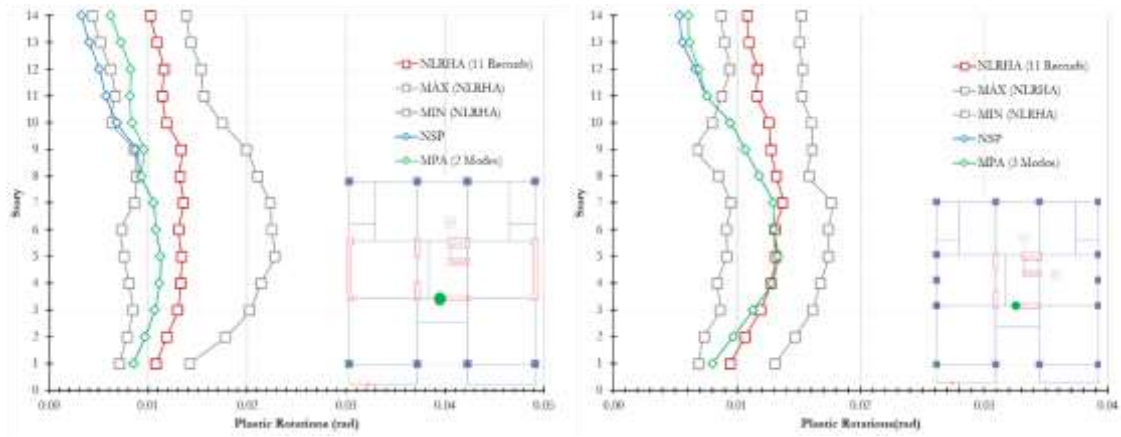 14
13
12
11
10
9
8
7
6
5
4
3
2
1
0
Story
0.00
0.01
0.02
0.03
0.04
0.05
Plastic Rotations (rad)
NLRHA (11 Records)
MAX (NLRHA)
MIN (NLRHA)
NSP
MPA (2 Modes)
14
13
12
11
10
9
8
7
6
5
4
3
2
1
0
Story
0.00
0.01
0.02
0.03
0.04
Plastic Rotations(rad)
NLRHA (11 Records)
MAX (NLRHA)
MIN (NLRHA)
NSP
MPA (3 Modes)